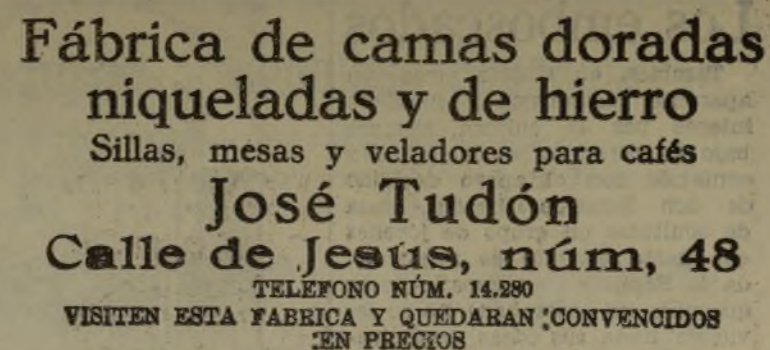 Fábrica de camas doradas
niqueladas y de hierro
Sillas, mesas y veladores para cafés
José Tudón
Calle de Jesús, núm, 48
TELEFONO NÚM. 14.280
VISITEN ESTA FABRICA Y QUEDARAN CONVENCIDOS
EN PRECIOS